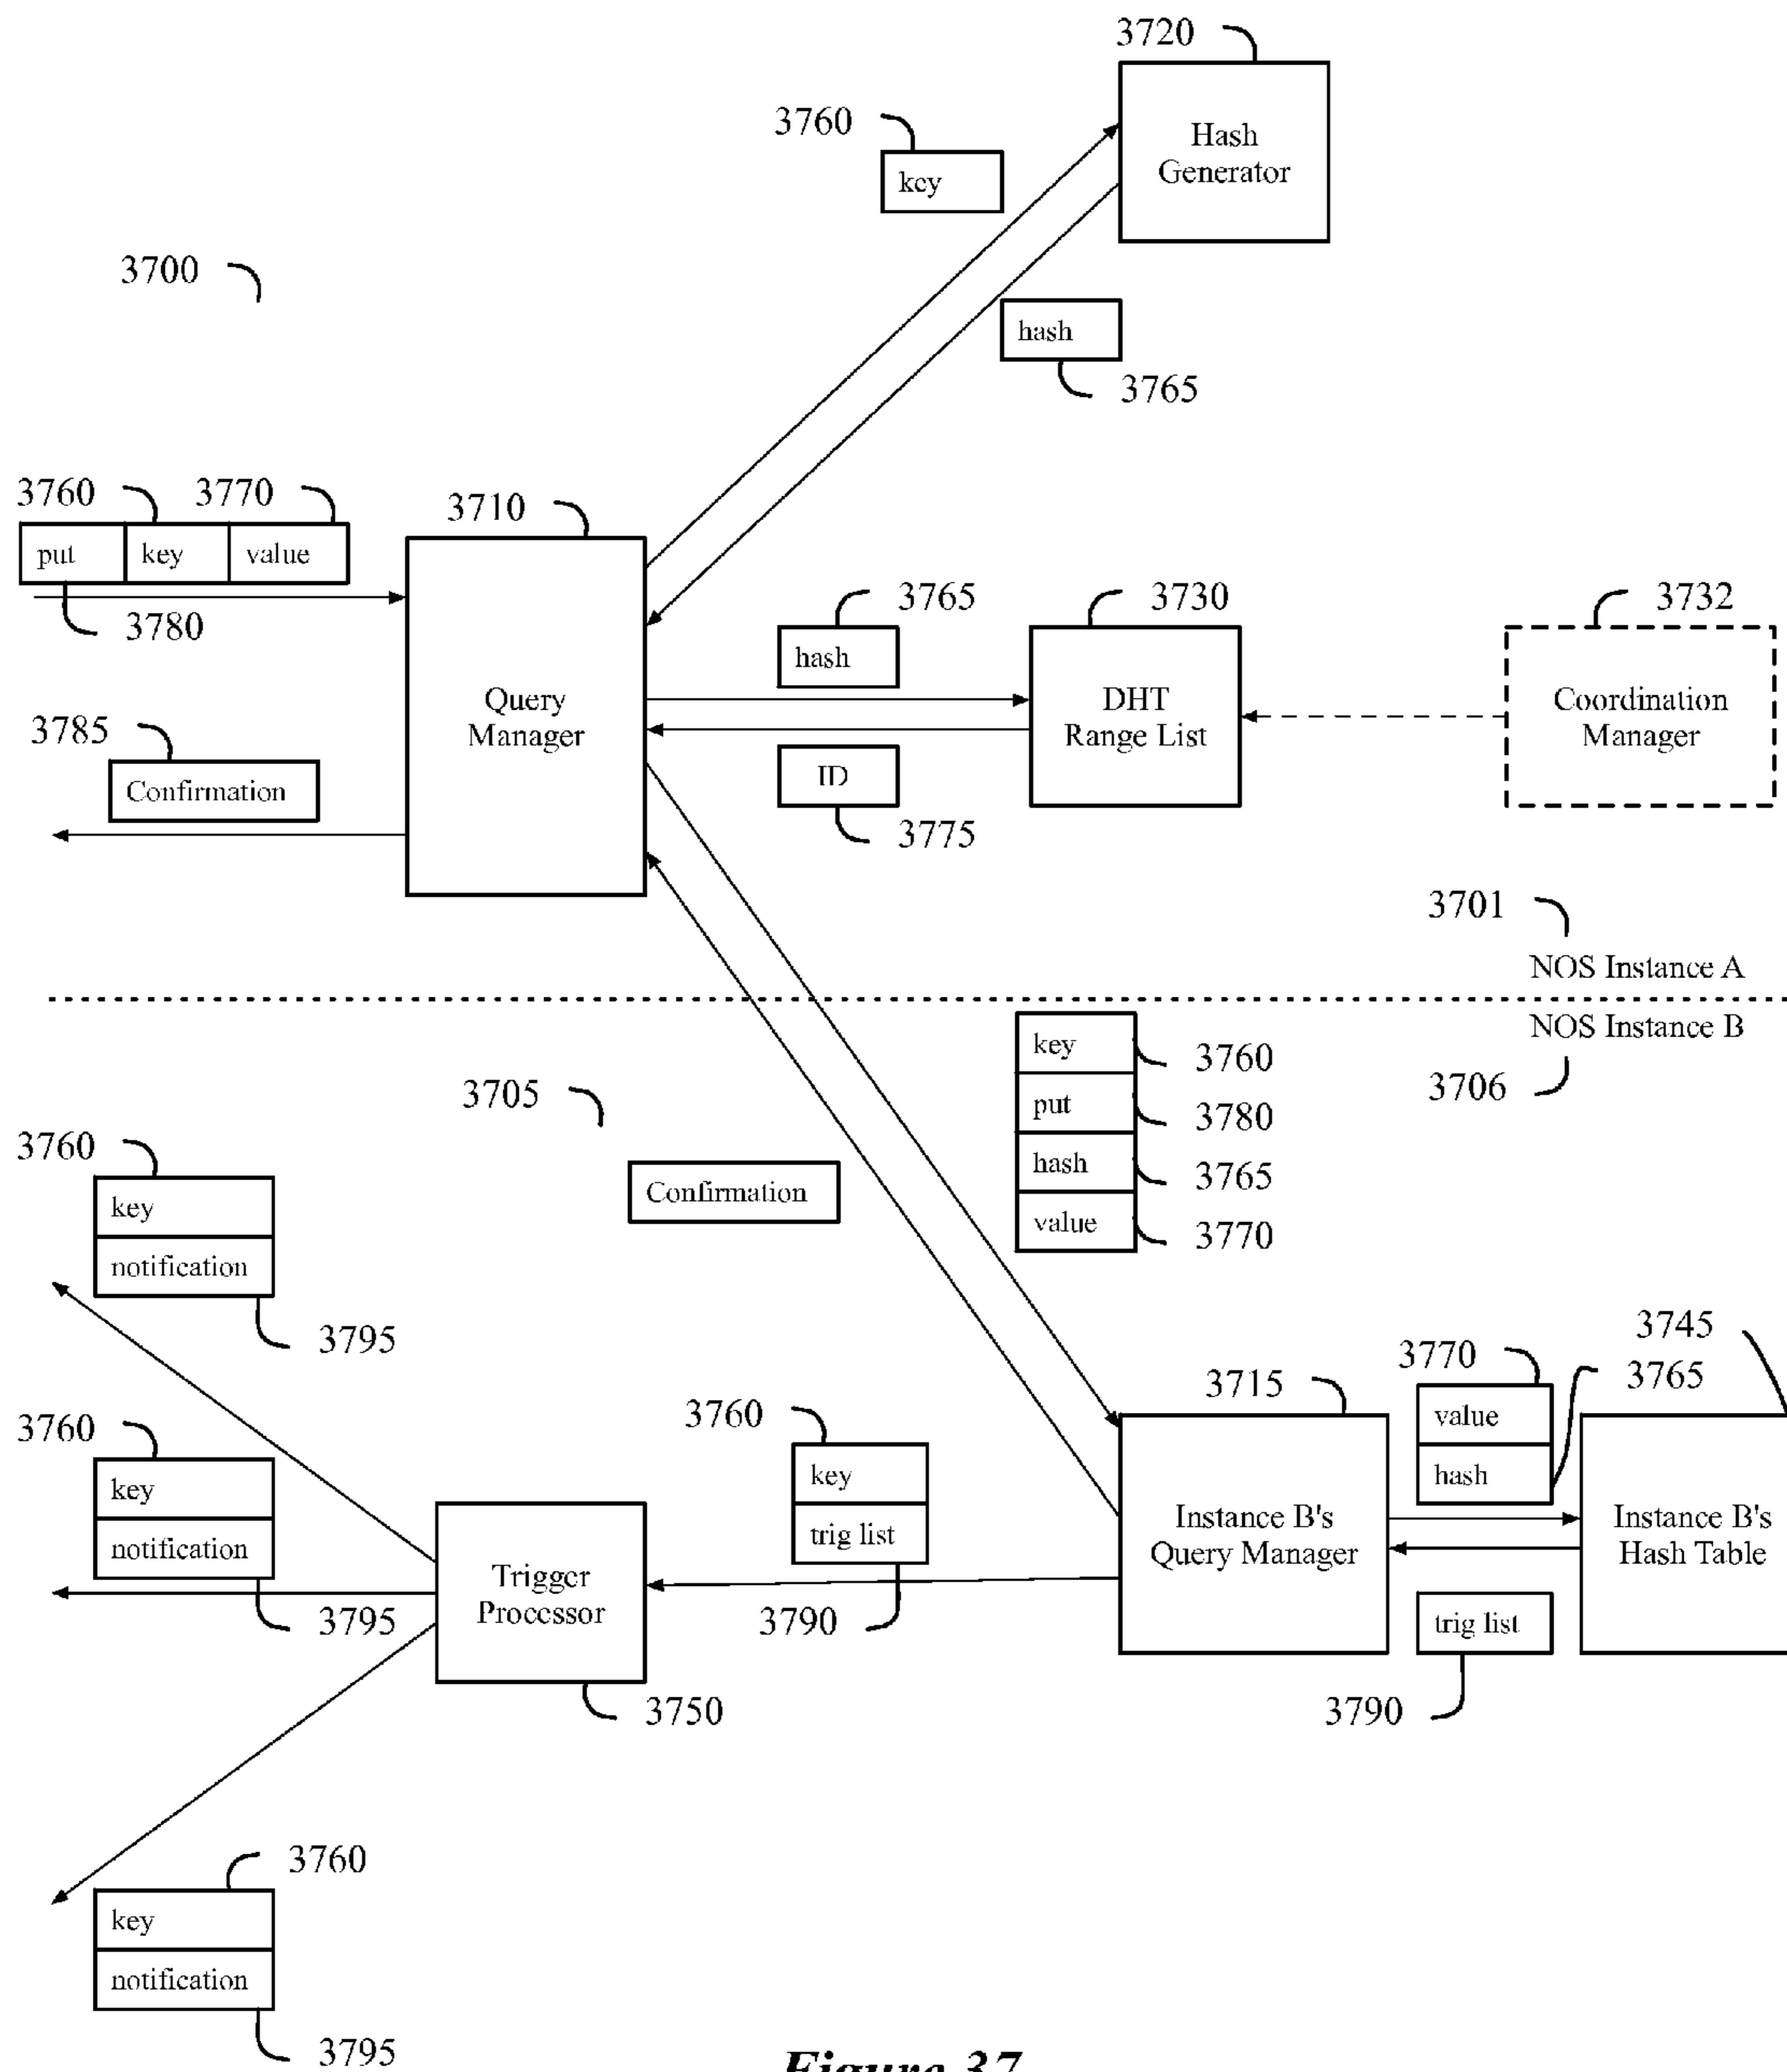 3720
3760
Hash
Generator
key
3700
hash
3765
3760
3770
3710
put
key
value
3780
3765
3730
3732
hash
Query
Manager
DHT
Range List
Coordination
Manager
3785
Confirmation
ID
3775
3701
NOS Instance A
NOS Instance B
3706
key
3760
put
3780
hash
3765
value
3770
3705
Confirmation
3760
key
notification
3795
3745
3770
3765
3715
value
hash
3760
key
trig list
3790
3760
key
notification
3795
Trigger
Processor
3750
Instance B's
Query Manager
Instance B's
Hash Table
trig list
3790
3760
key
notification
3795
Figure 37